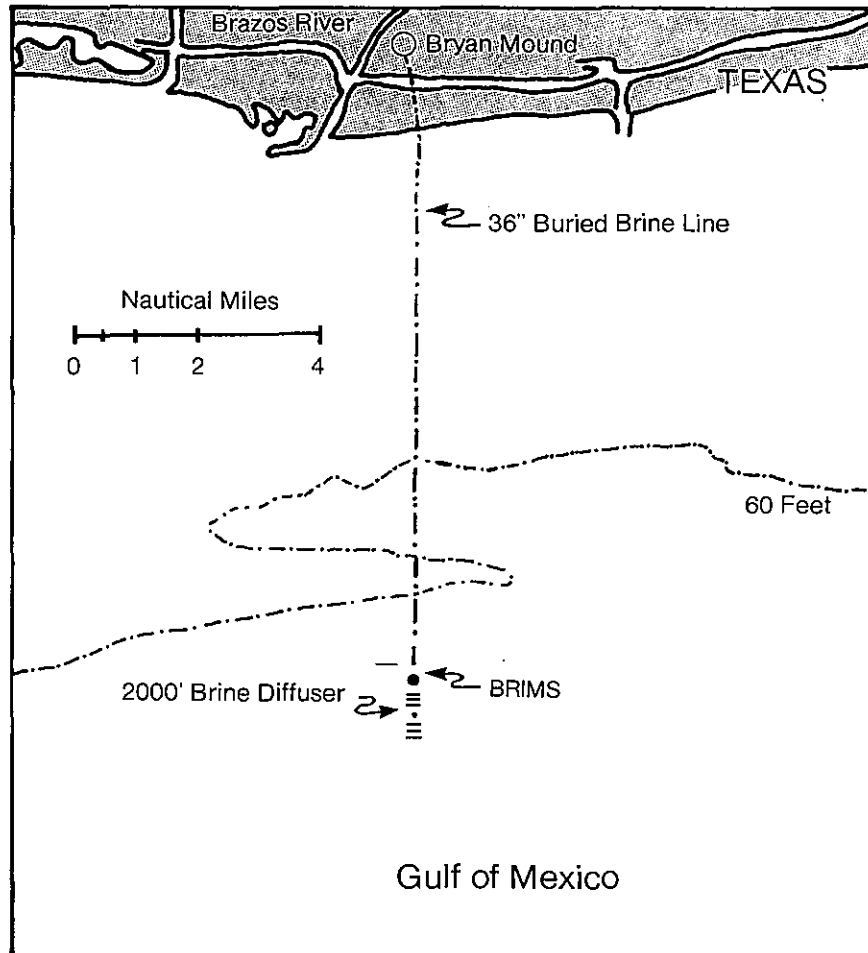 Brazos River
Bryan Mound
TEXAS
36" Buried Brine Line
Nautical Miles
0 1 2 4
60 Feet
2000' Brine Diffuser
BRIMS
Gulf of Mexico